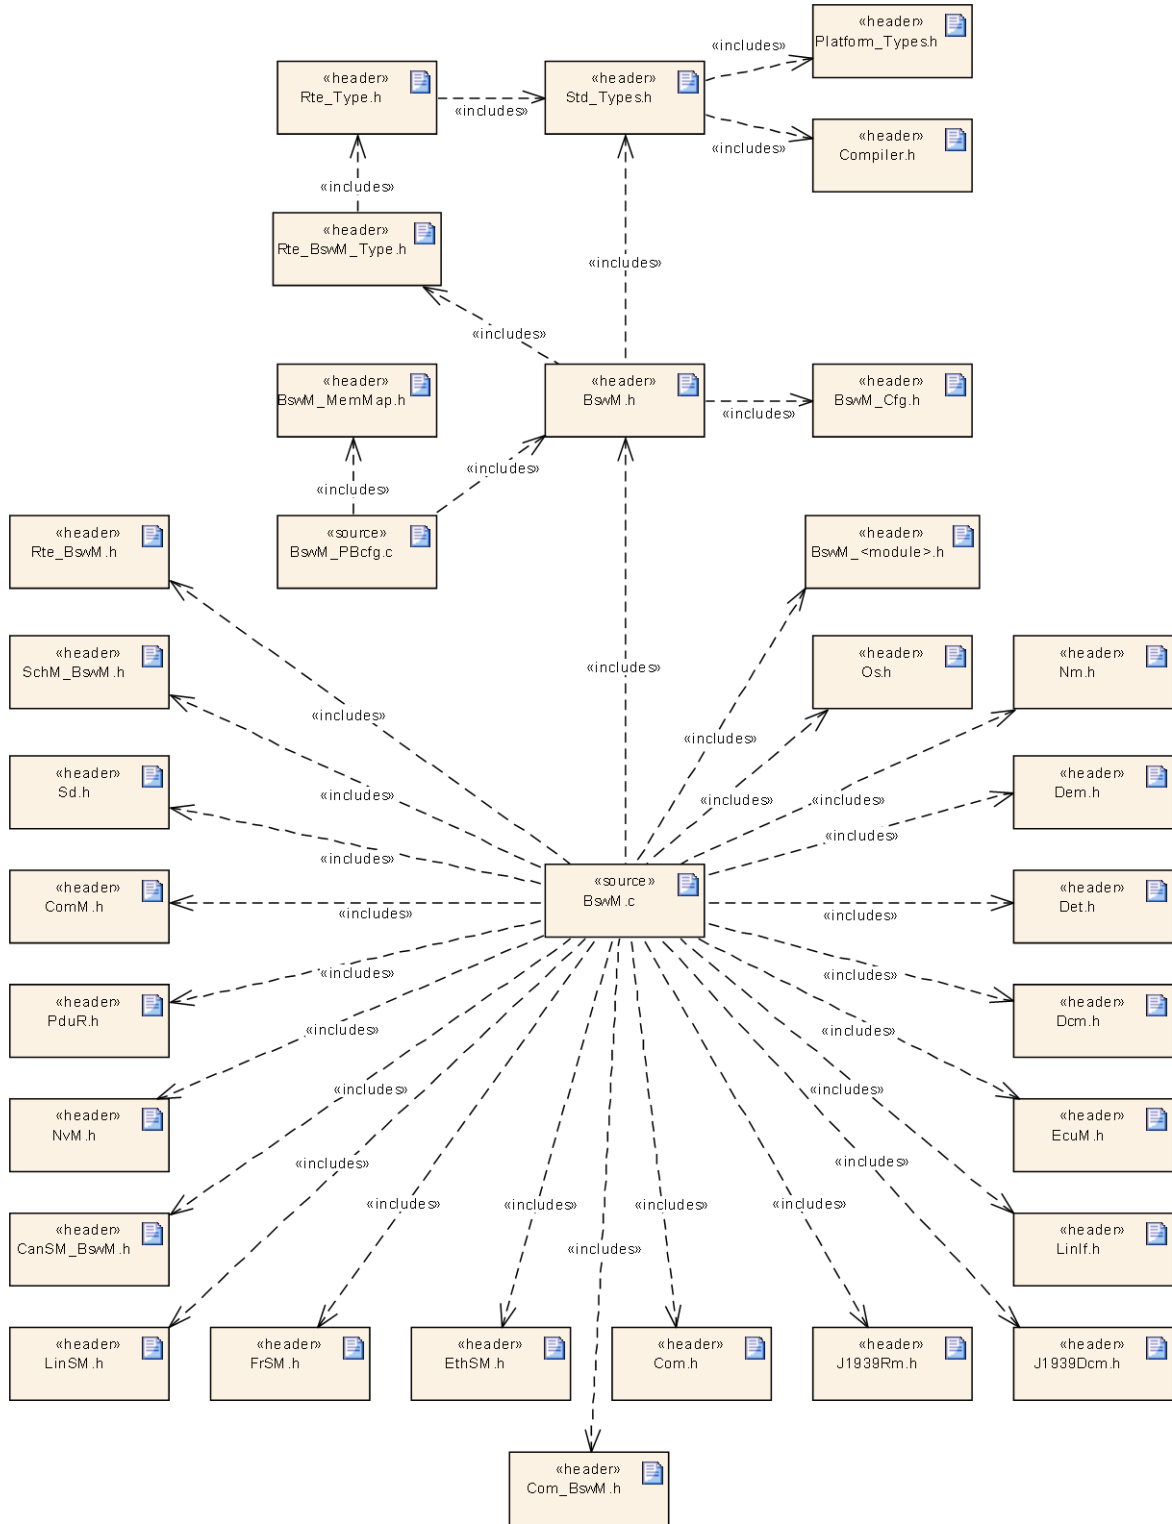 «header»
Platform_Types.h
«includes»
«header»
Rte_Type.h
«header»
Std_Types.h
«includes»
«header»
Compiler.h
«includes»
«includes»
«header»
Rte_BswM_Type.h
«includes»
«includes»
«header»
BswM_MemMap.h
«header»
BswM.h
«header»
BswM_Cfg.h
«includes»
«includes»
«includes»
«header»
Rte_BswM.h
«source»
BswM_PBcfg.c
«header»
BswM_<module>.h
«header»
SchM_BswM.h
«includes»
«header»
Os.h
«header»
Nm.h
«includes»
«includes»
«header»
Sd.h
«header»
Dem.h
«includes»
«includes»
«includes»
«includes»
«includes»
«header»
ComM.h
«source»
BswM.c
«header»
Det.h
«includes»
«includes»
«includes»
«includes»
«header»
PduR.h
«header»
Dcm.h
«includes»
«includes»
«includes»
«header»
NvM.h
«header»
EcuM.h
«includes»
«includes»
«includes»
«includes»
«includes»
«includes»
«header»
CanSM_BswM.h
«header»
LinIf.h
«includes»
«header»
LinSM.h
«header»
FrSM.h
«header»
EthSM.h
«header»
Com.h
«header»
J1939Rm.h
«header»
J1939Dcm.h
«header»
Com_BswM.h